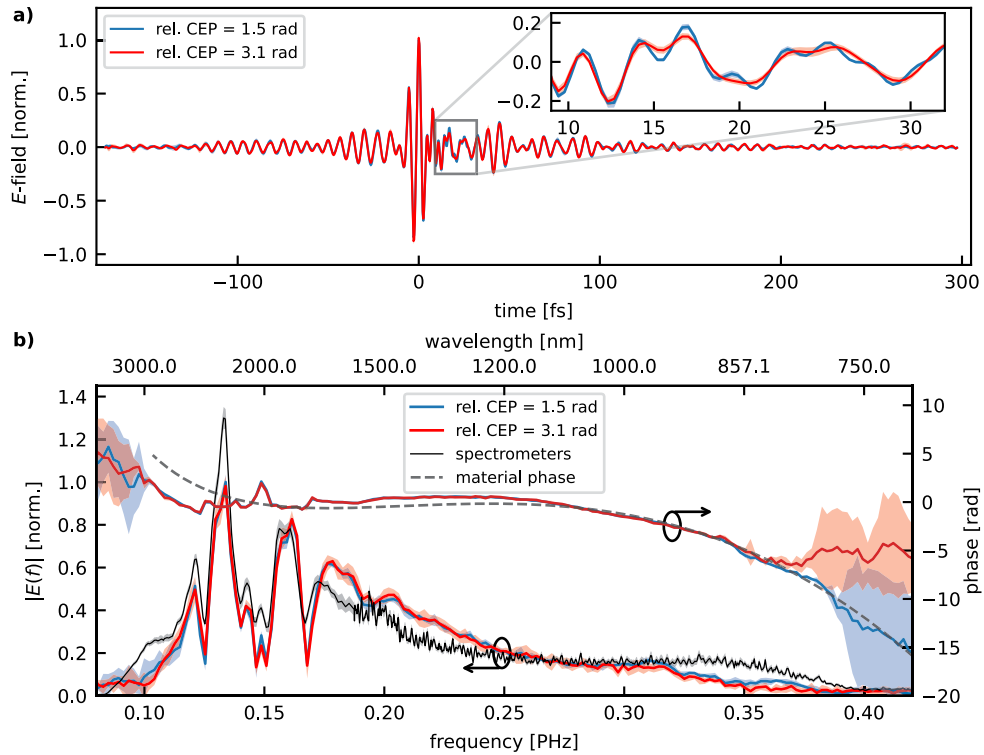 a)
rel. CEP = 1.5 rad
rel. CEP = 3.1 rad
E-field [norm.]
1.0
0.5
0.0
−0.5
−1.0
0.2
0.0
−0.2
10 15 20 25 30
−100 0 100 200 300
time [fs]
b)
wavelength [nm]
3000.0 2000.0 1500.0 1200.0 1000.0 857.1 750.0
|E(f)| [norm.]
1.4
1.2
1.0
0.8
0.6
0.4
0.2
0.0
rel. CEP = 1.5 rad
rel. CEP = 3.1 rad
spectrometers
material phase
10
5
0
−5
−10
−15
−20
phase [rad]
0.10 0.15 0.20 0.25 0.30 0.35 0.40
frequency [PHz]